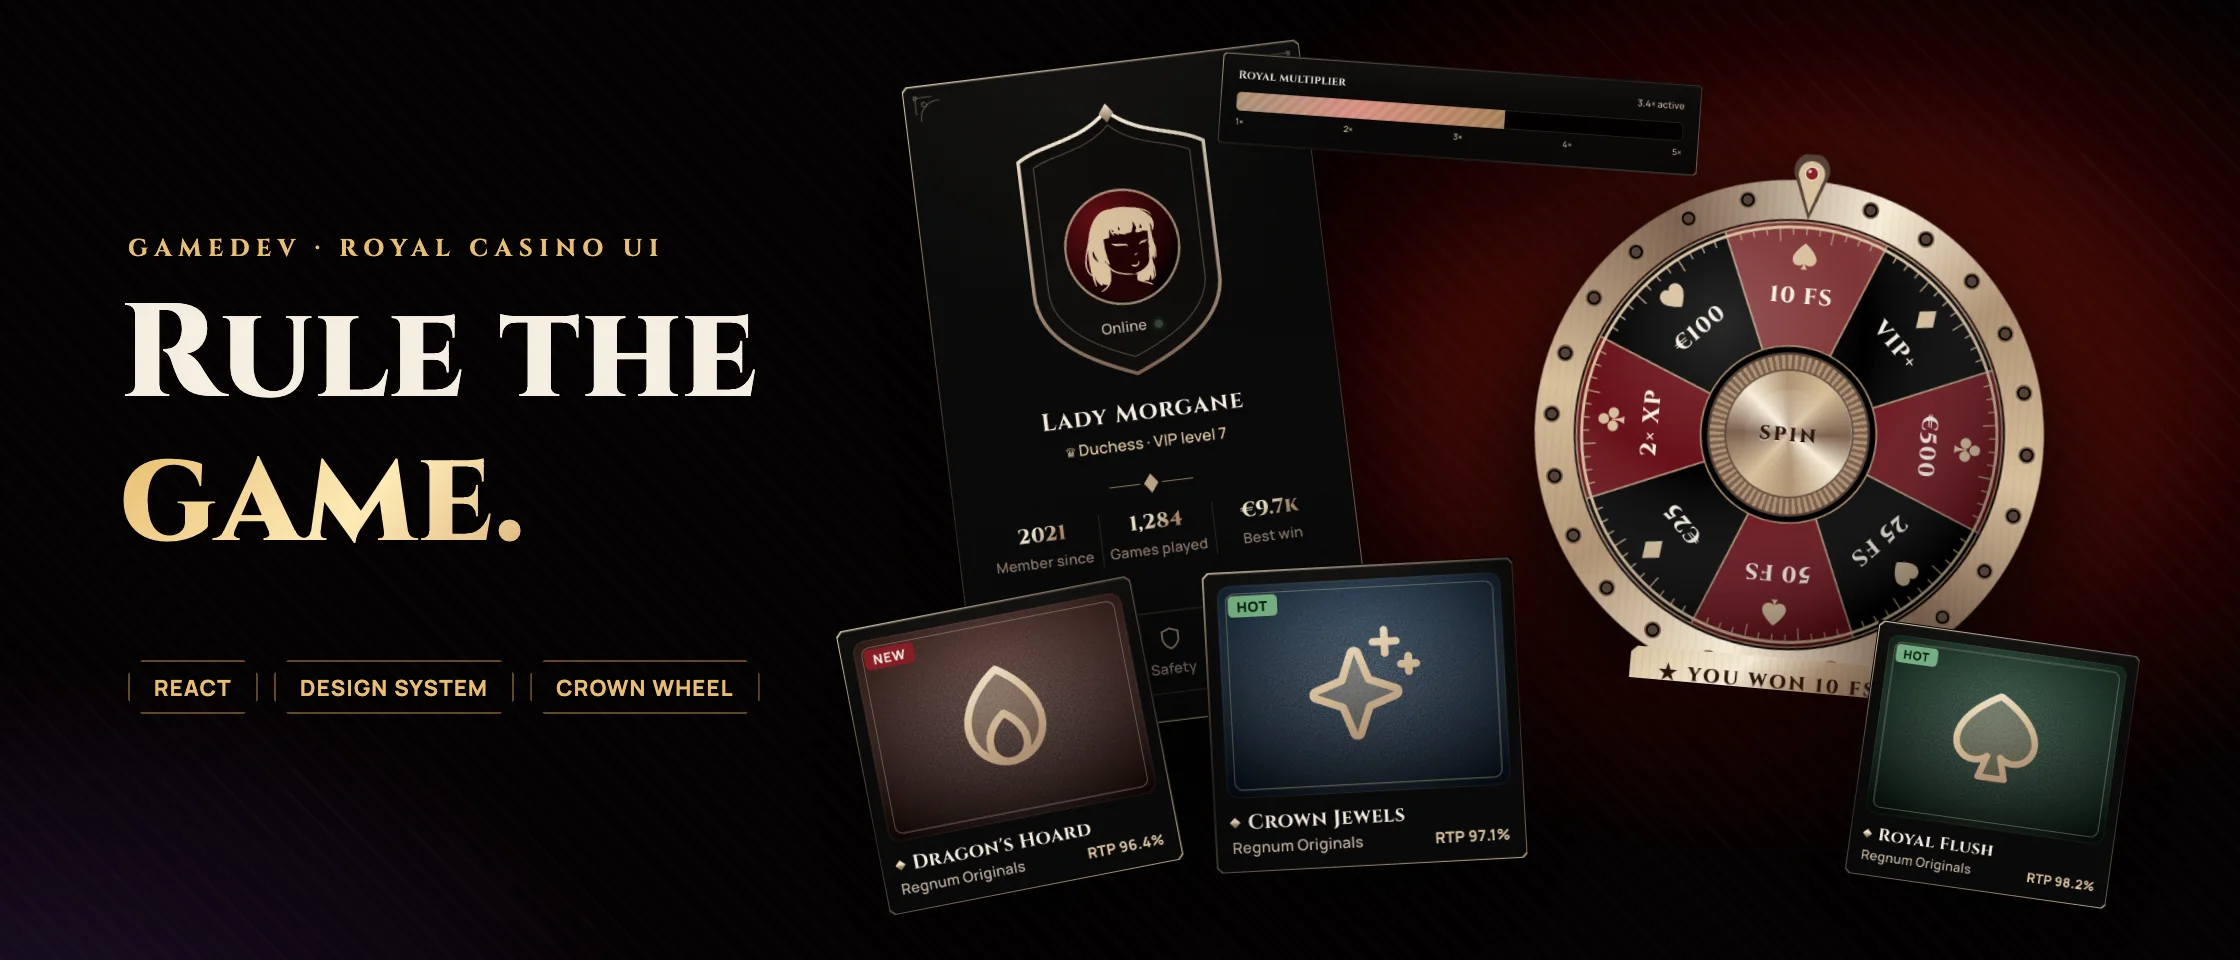 GAMEDEV · ROYAL CASINO UI
RULE THE
GAME.
REACT
DESIGN SYSTEM
CROWN WHEEL
ROYAL MULTIPLIER
3.4× active
1×
2×
3×
4×
5×
Online
LADY MORGANE
♛ Duchess · VIP level 7
2021
Member since
1,284
Games played
€9.7K
Best win
Safety
NEW
DRAGON'S HOARD
Regnum Originals
RTP 96.4%
HOT
CROWN JEWELS
Regnum Originals
RTP 97.1%
10 FS
VIP+
€500
25 FS
50 FS
€25
2× XP
€100
SPIN
★ YOU WON 10 FS
HOT
ROYAL FLUSH
Regnum Originals
RTP 98.2%